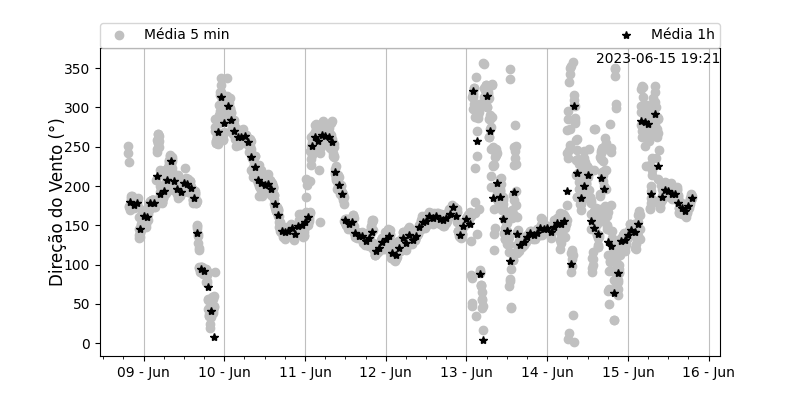 Média 5 min
Média 1h
2023-06-15 19:21
Direção do Vento (°)
350
300
250
200
150
100
50
0
09 - Jun
10 - Jun
11 - Jun
12 - Jun
13 - Jun
14 - Jun
15 - Jun
16 - Jun